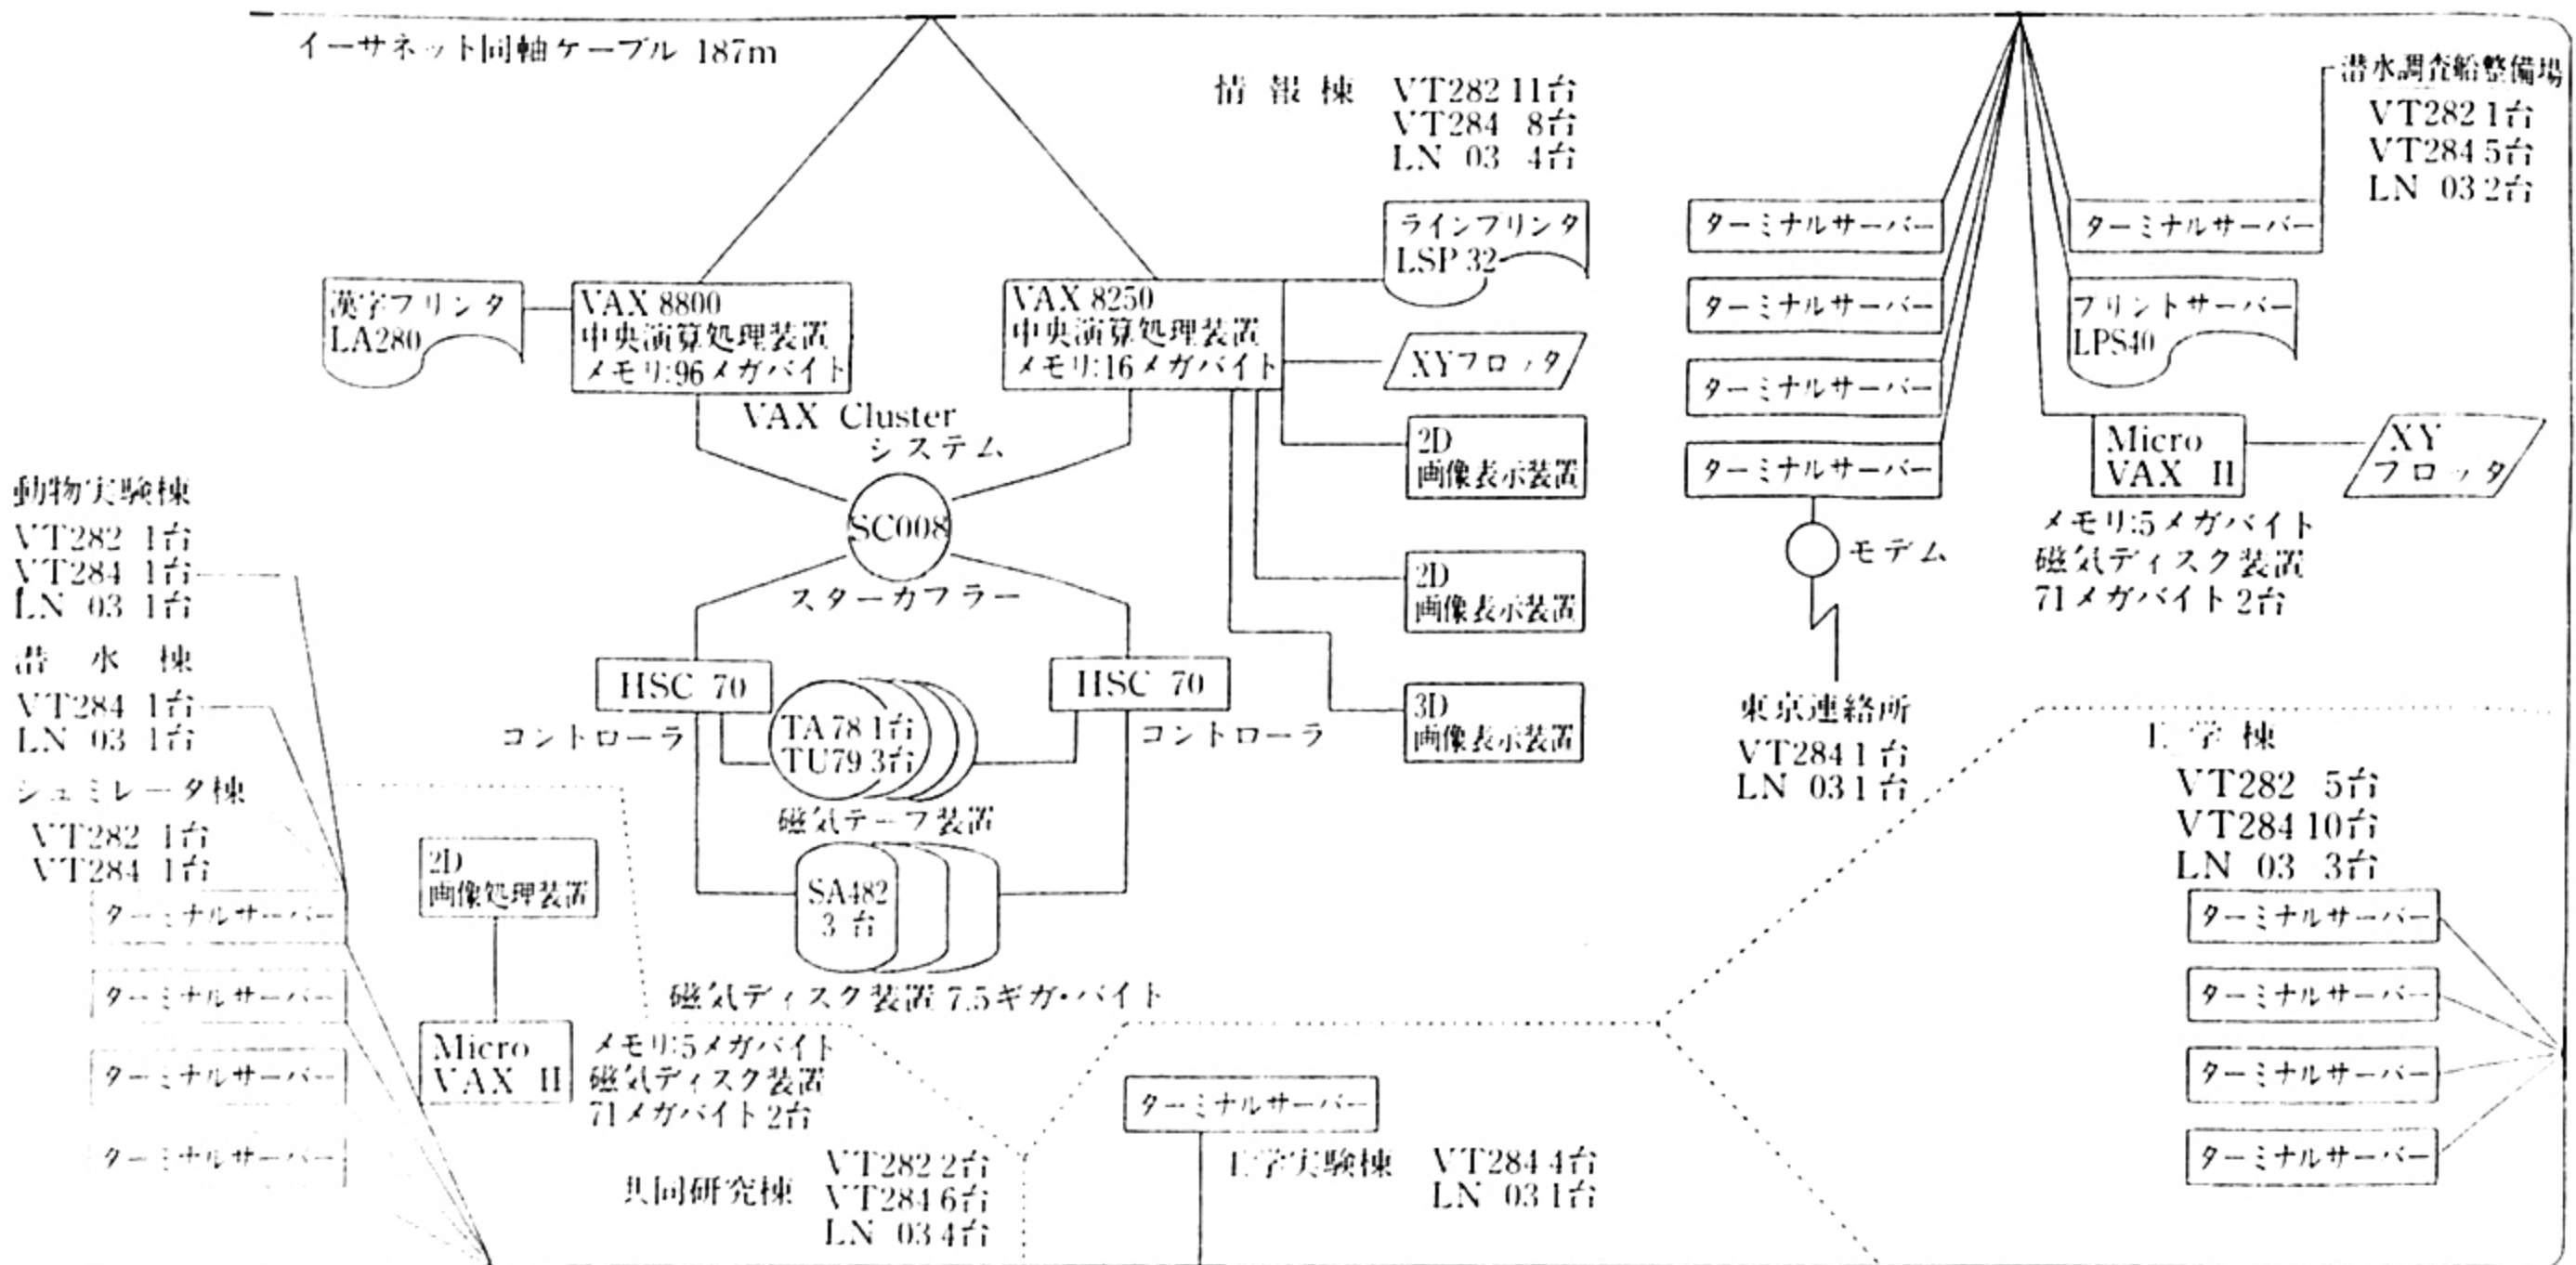 イーサネット同軸ケーブル 187m
情報棟 VT282 11台
VT284 8台
LN 03 4台
潜水調査船整備場
VT282 1台
VT284 5台
LN 03 2台
ラインプリンタ
LSP 32
ターミナルサーバー
ターミナルサーバー
ターミナルサーバー
ターミナルサーバー
ターミナルサーバー
プリントサーバー
LPS40
漢字プリンタ
LA280
VAX 8800
中央演算処理装置
メモリ:96メガバイト
VAX 8250
中央演算処理装置
メモリ:16メガバイト
XYプロッタ
VAX Cluster
システム
2D
画像表示装置
Micro
VAX II
XY
プロッタ
メモリ:5メガバイト
磁気ディスク装置
71メガバイト2台
モデム
SC008
スターカプラー
2D
画像表示装置
動物実験棟
VT282 1台
VT284 1台
LN 03 1台
潜水棟
VT284 1台
LN 03 1台
シュミレータ棟
VT282 1台
VT284 1台
HSC 70
HSC 70
コントローラ
コントローラ
TA78 1台
TU79 3台
磁気テープ装置
3D
画像表示装置
東京連絡所
VT284 1台
LN 03 1台
工学棟
VT282 5台
VT284 10台
LN 03 3台
2D
画像処理装置
SA482
3台
磁気ディスク装置 7.5ギガ・バイト
ターミナルサーバー
ターミナルサーバー
ターミナルサーバー
ターミナルサーバー
Micro
VAX II
メモリ:5メガバイト
磁気ディスク装置
71メガバイト2台
共同研究棟 VT282 2台
VT284 6台
LN 03 4台
ターミナルサーバー
工学実験棟 VT284 4台
LN 03 1台
ターミナルサーバー
ターミナルサーバー
ターミナルサーバー
ターミナルサーバー